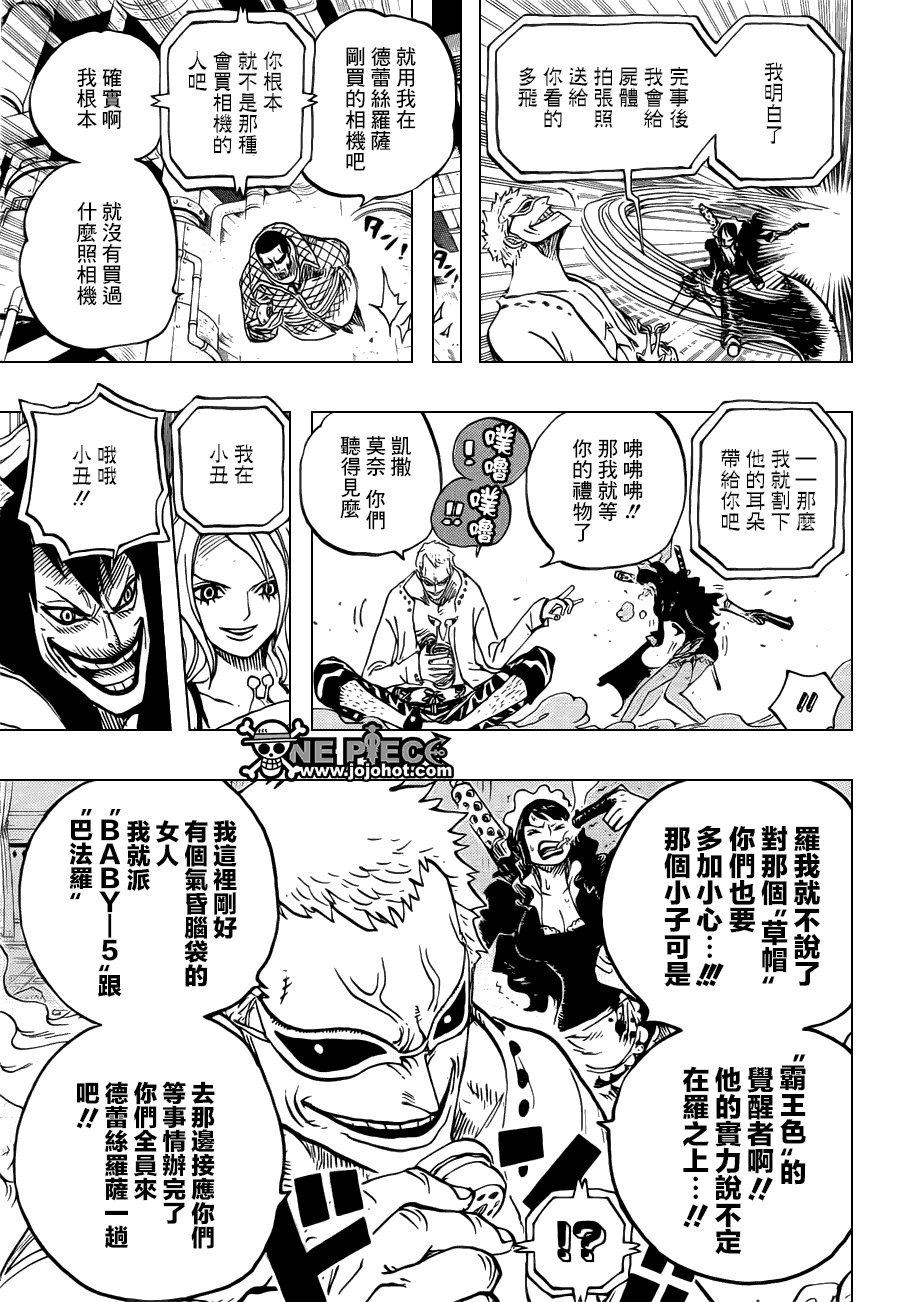 我明白了
完事後
我會給
屍體
拍張照
送給
你看的
多飛
就用我在
德蕾絲羅薩
剛買的
相機吧
你根本
就不是那種
會買相機的
人吧
確實啊
我根本
就沒有買過
什麼照相機
タン!
タン!
一一那麼
我就割下
他的耳朵
帶給你吧
咈咈咈!!
那我就等
你的禮物了
噗嚕
噗嚕
!
!!
凱撒
莫奈 你們
聽得見麼
我在
小丑
哦哦
小丑!!
羅我就不說了
對那個"草帽"
你們也要
多加小心…!!!
那個小子可是
"霸王色"的
覺醒者啊!!
他的實力說不定
在羅之上…!!
我這裡剛好
有個氣昏腦袋的
女人
我就派
"BABY—5"跟
"巴法羅"
去那邊接應你們
等事情辦完了
你們全員來
德蕾絲羅薩一趟
吧!!
!?
ドド
ONE PIECE
www.jojohot.com